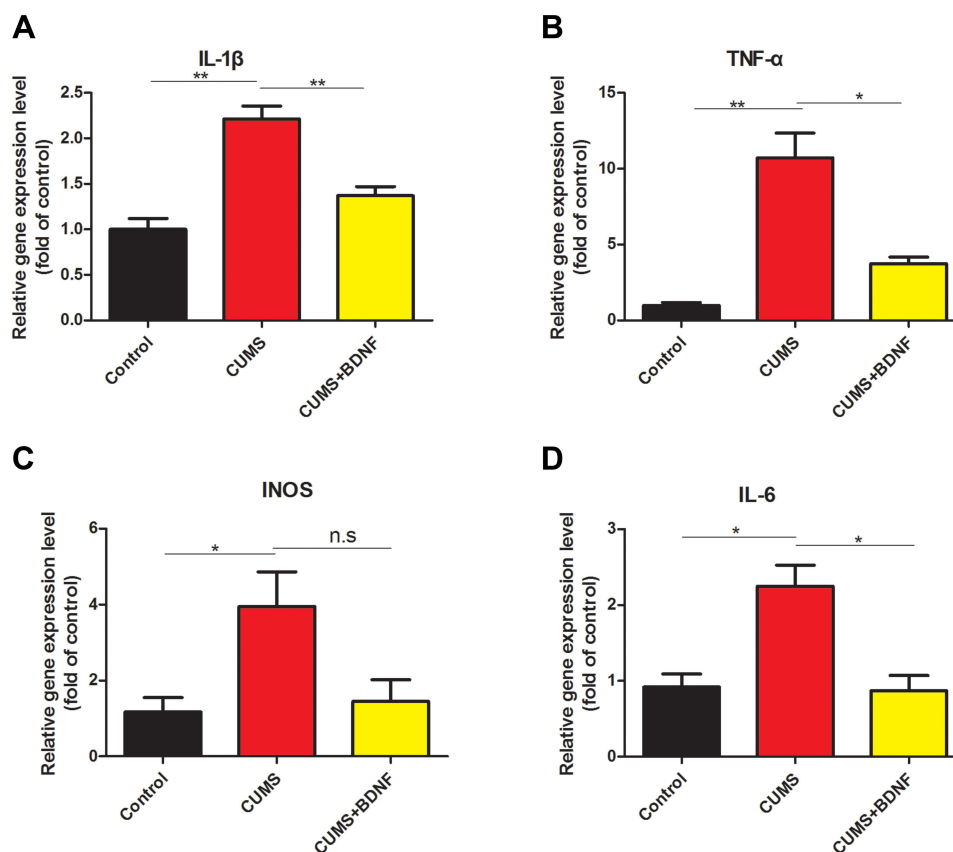 A
IL-1β
** **
Relative gene expression level
(fold of control)
2.5
2.0
1.5
1.0
0.5
0.0
Control
CUMS
CUMS+BDNF
B
TNF-α
** *
Relative gene expression level
(fold of control)
15
10
5
0
Control
CUMS
CUMS+BDNF
C
INOS
* n.s
Relative gene expression level
(fold of control)
6
4
2
0
Control
CUMS
CUMS+BDNF
D
IL-6
* *
Relative gene expression level
(fold of control)
3
2
1
0
Control
CUMS
CUMS+BDNF